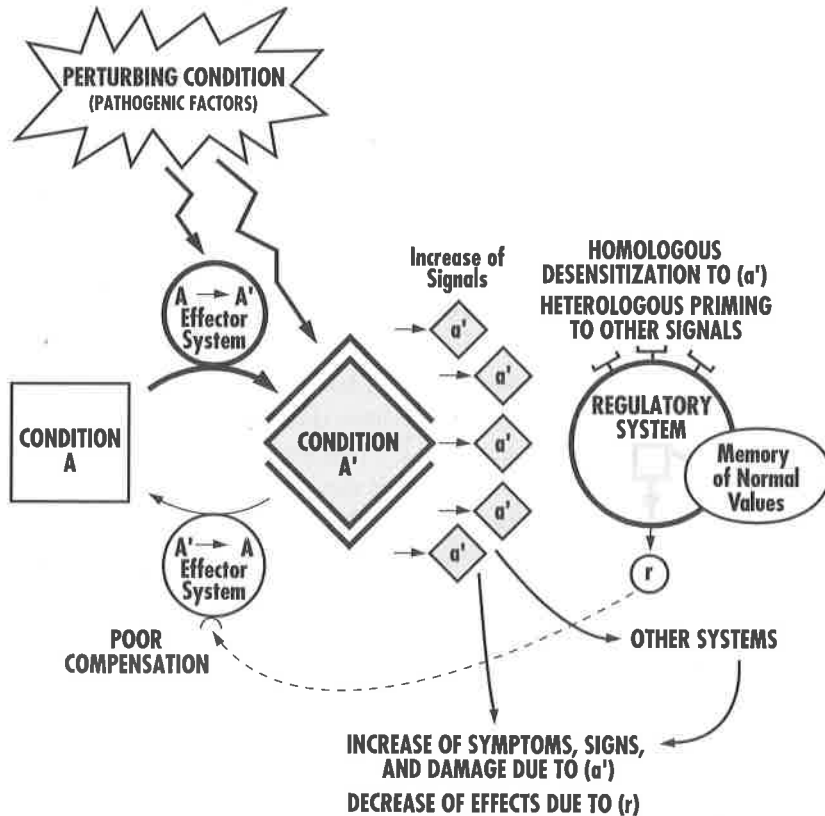 PERTURBING CONDITION
(PATHOGENIC FACTORS)
A → A'
Effector
System
Increase of
Signals
HOMOLOGOUS
DESENSITIZATION TO (a')
HETEROLOGOUS PRIMING
TO OTHER SIGNALS
a'
a'
a'
a'
a'
CONDITION
A
CONDITION
A'
REGULATORY
SYSTEM
Memory
of Normal
Values
A' → A
Effector
System
r
POOR
COMPENSATION
OTHER SYSTEMS
INCREASE OF SYMPTOMS, SIGNS,
AND DAMAGE DUE TO (a')
DECREASE OF EFFECTS DUE TO (r)